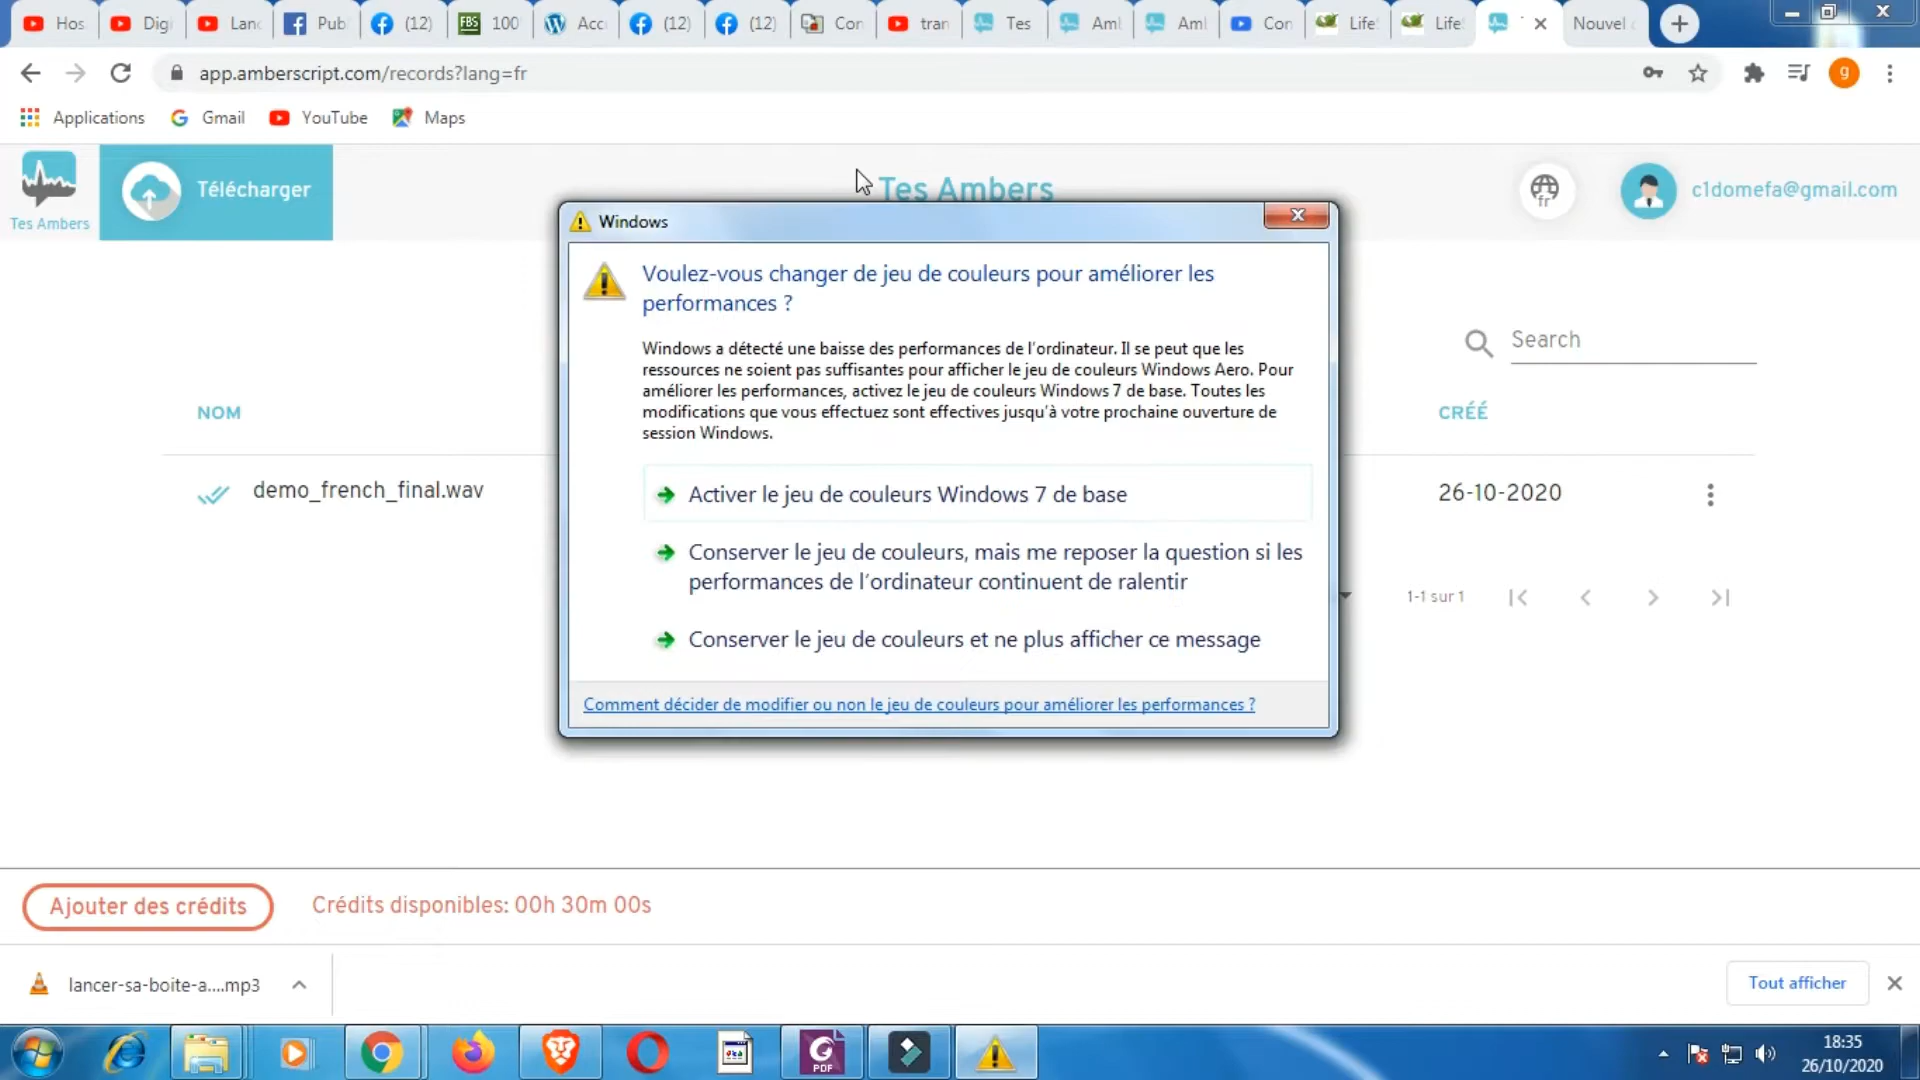 Hos
Digi
Lanc
Pub
(12)
FBS 100
Acc
(12)
(12)
Con
tran
Tes
Aml
Aml
Con
Life
Life
Nouvel
app.amberscript.com/records?lang=fr
g
Applications
Gmail
YouTube
Maps
Tes Ambers
Télécharger
Tes Ambers
fr
c1domefa@gmail.com
Windows
Voulez-vous changer de jeu de couleurs pour améliorer les
performances ?
Windows a détecté une baisse des performances de l'ordinateur. Il se peut que les
ressources ne soient pas suffisantes pour afficher le jeu de couleurs Windows Aero. Pour
améliorer les performances, activez le jeu de couleurs Windows 7 de base. Toutes les
modifications que vous effectuez sont effectives jusqu'à votre prochaine ouverture de
session Windows.
Activer le jeu de couleurs Windows 7 de base
Conserver le jeu de couleurs, mais me reposer la question si les
performances de l'ordinateur continuent de ralentir
Conserver le jeu de couleurs et ne plus afficher ce message
Comment décider de modifier ou non le jeu de couleurs pour améliorer les performances ?
Search
NOM
CRÉÉ
demo_french_final.wav
26-10-2020
1-1 sur 1
Ajouter des crédits
Crédits disponibles: 00h 30m 00s
lancer-sa-boite-a....mp3
Tout afficher
PDF
18:35
26/10/2020